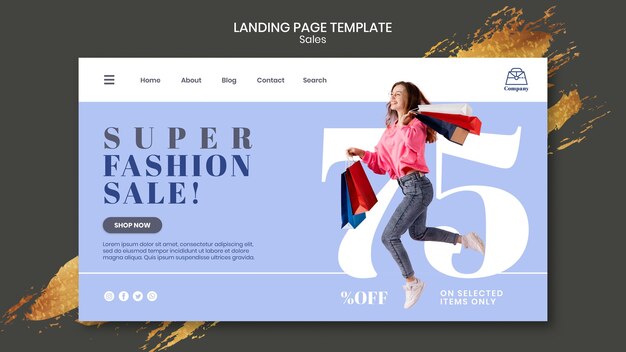 LANDING PAGE TEMPLATE
Sales
Home About Blog Contact Search
Company
SUPER
FASHION
SALE!
75
SHOP NOW
Lorem ipsum dolor sit amet, consectetur adipiscing
elit, sed do eiusmod tempor incididunt ut labore et
dolore magna aliqua. Quis ipsum suspendisse
%OFF
ON SELECTED
ITEMS ONLY